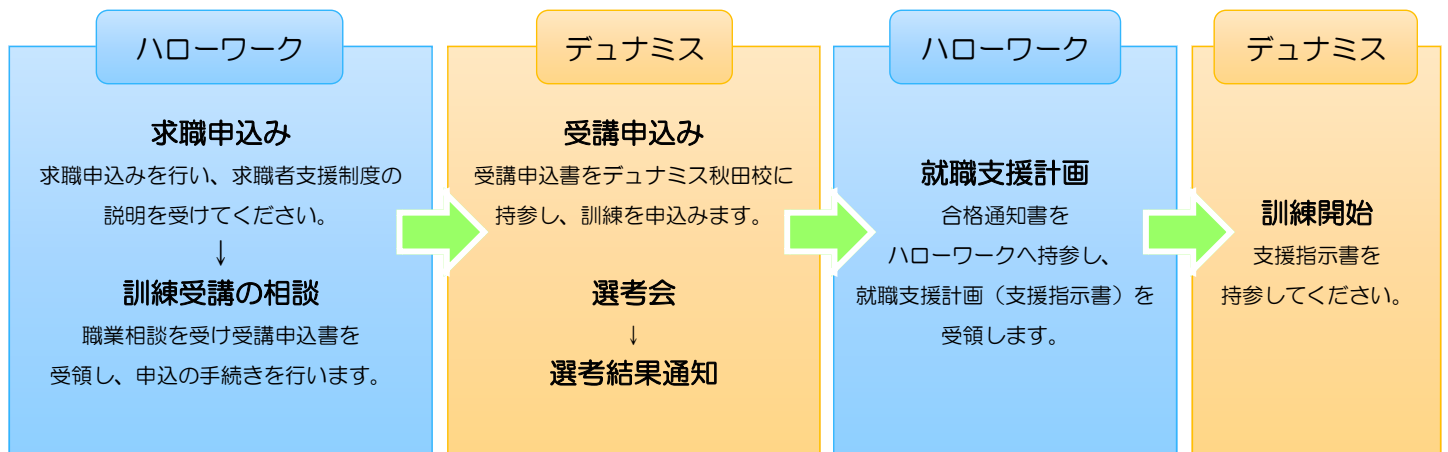 ハローワーク
求職申込み
求職申込みを行い、求職者支援制度の
説明を受けてください。
↓
訓練受講の相談
職業相談を受け受講申込書を
受領し、申込の手続きを行います。
デュナミス
受講申込み
受講申込書をデュナミス秋田校に
持参し、訓練を申込みます。
選考会
↓
選考結果通知
ハローワーク
就職支援計画
合格通知書を
ハローワークへ持参し、
就職支援計画（支援指示書）を
受領します。
デュナミス
訓練開始
支援指示書を
持参してください。